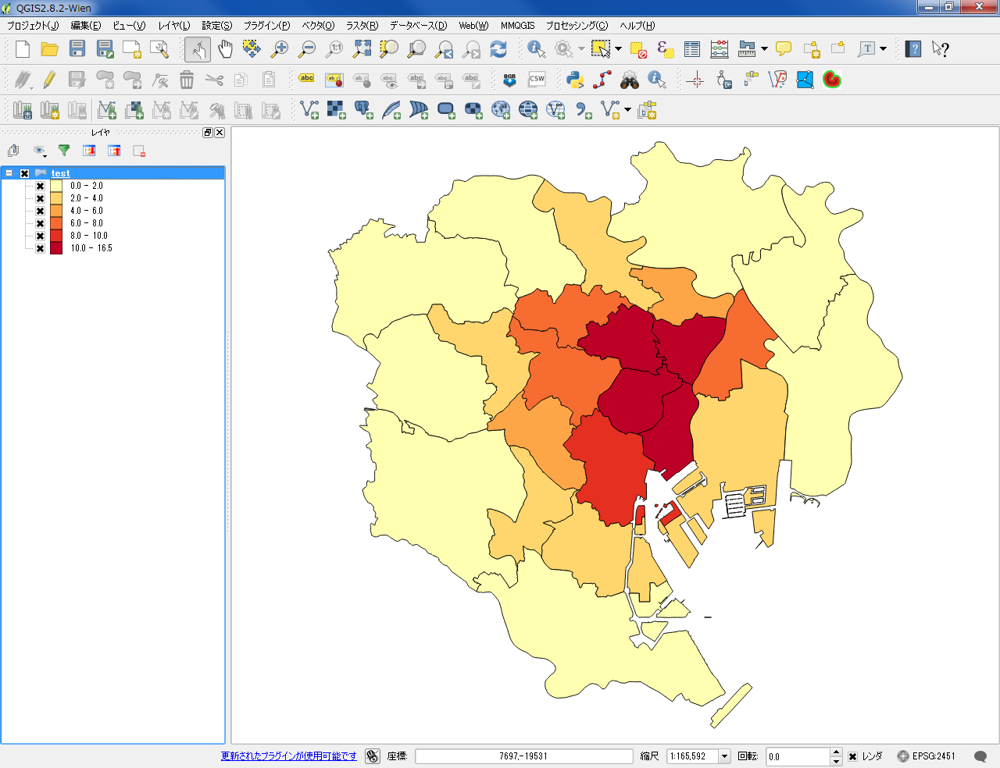 QGIS2.8.2-Wien
プロジェクト(J) 編集(E) ビュー(V) レイヤ(L) 設定(S) プラグイン(P) ベクタ(O) ラスタ(R) データベース(D) Web(W) MMQGIS プロセッシング(C) ヘルプ(H)
1:1 ε T ? ?
abc ab abc abc abc abc OGR CSW
レイヤ
test
0.0 - 2.0
2.0 - 4.0
4.0 - 6.0
6.0 - 8.0
8.0 - 10.0
10.0 - 16.5
更新されたプラグインが使用可能です 座標: 7697,-19531 縮尺 1:165,592 回転: 0.0 レンダ EPSG:2451